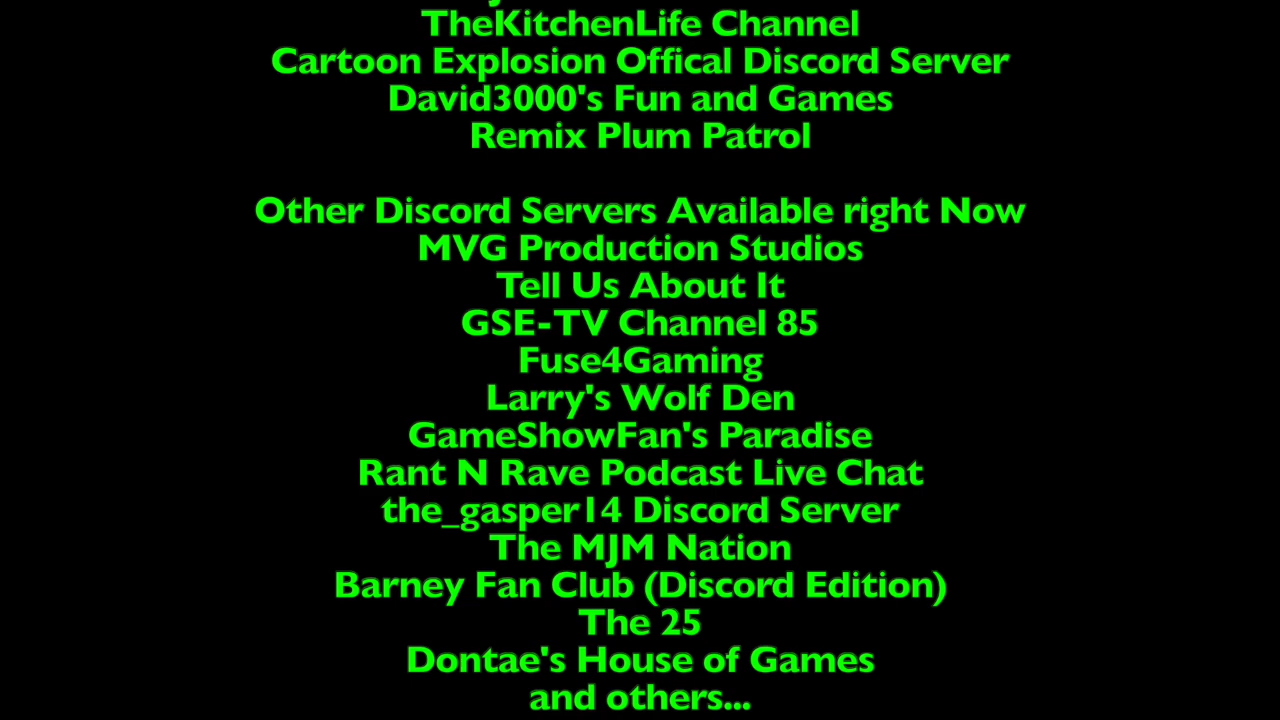 TheKitchenLife Channel
Cartoon Explosion Offical Discord Server
David3000's Fun and Games
Remix Plum Patrol
Other Discord Servers Available right Now
MVG Production Studios
Tell Us About It
GSE-TV Channel 85
Fuse4Gaming
Larry's Wolf Den
GameShowFan's Paradise
Rant N Rave Podcast Live Chat
the_gasper14 Discord Server
The MJM Nation
Barney Fan Club (Discord Edition)
The 25
Dontae's House of Games
and others...